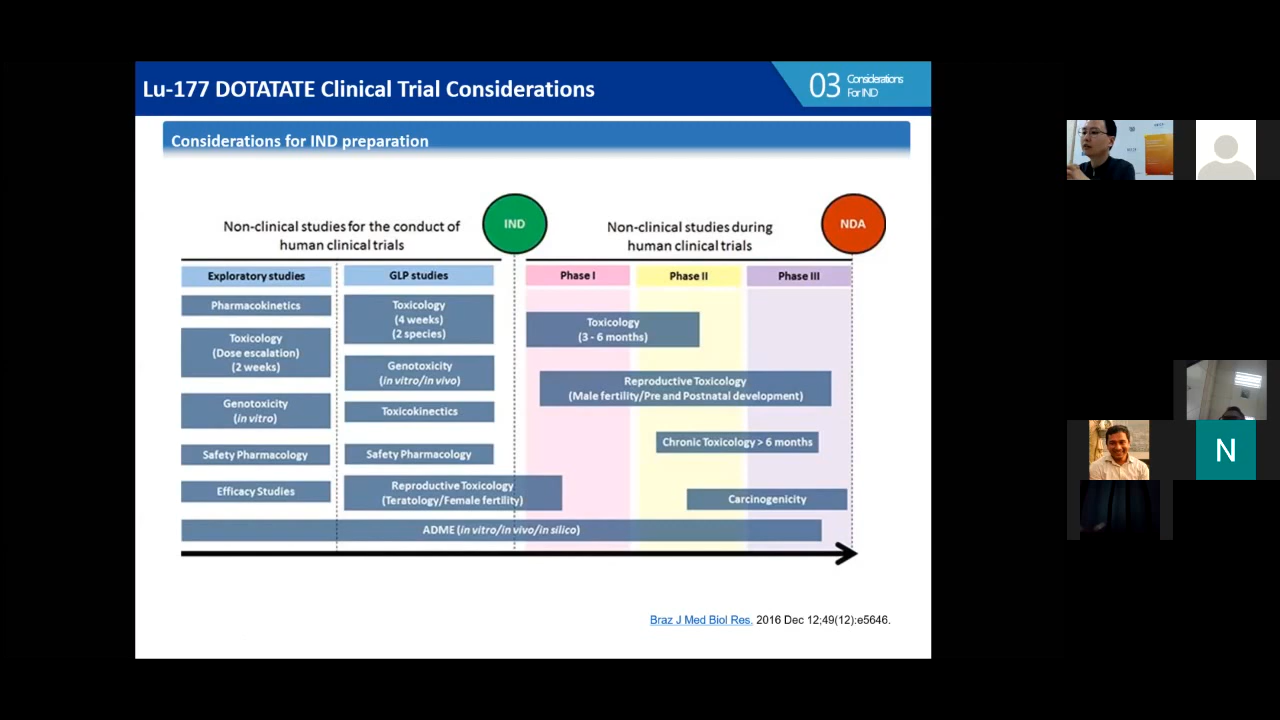 Lu-177 DOTATATE Clinical Trial Considerations
03
Considerations
For IND
Considerations for IND preparation
Non-clinical studies for the conduct of
human clinical trials
IND
Non-clinical studies during
human clinical trials
NDA
Exploratory studies
GLP studies
Phase I
Phase II
Phase III
Pharmacokinetics
Toxicology
(Dose escalation)
(2 weeks)
Genotoxicity
(in vitro)
Safety Pharmacology
Efficacy Studies
Toxicology
(4 weeks)
(2 species)
Genotoxicity
(in vitro/in vivo)
Toxicokinetics
Safety Pharmacology
Reproductive Toxicology
(Teratology/Female fertility)
Toxicology
(3 - 6 months)
Reproductive Toxicology
(Male fertility/Pre and Postnatal development)
Chronic Toxicology > 6 months
Carcinogenicity
ADME (in vitro/in vivo/in silico)
Braz J Med Biol Res. 2016 Dec 12;49(12):e5646.
N